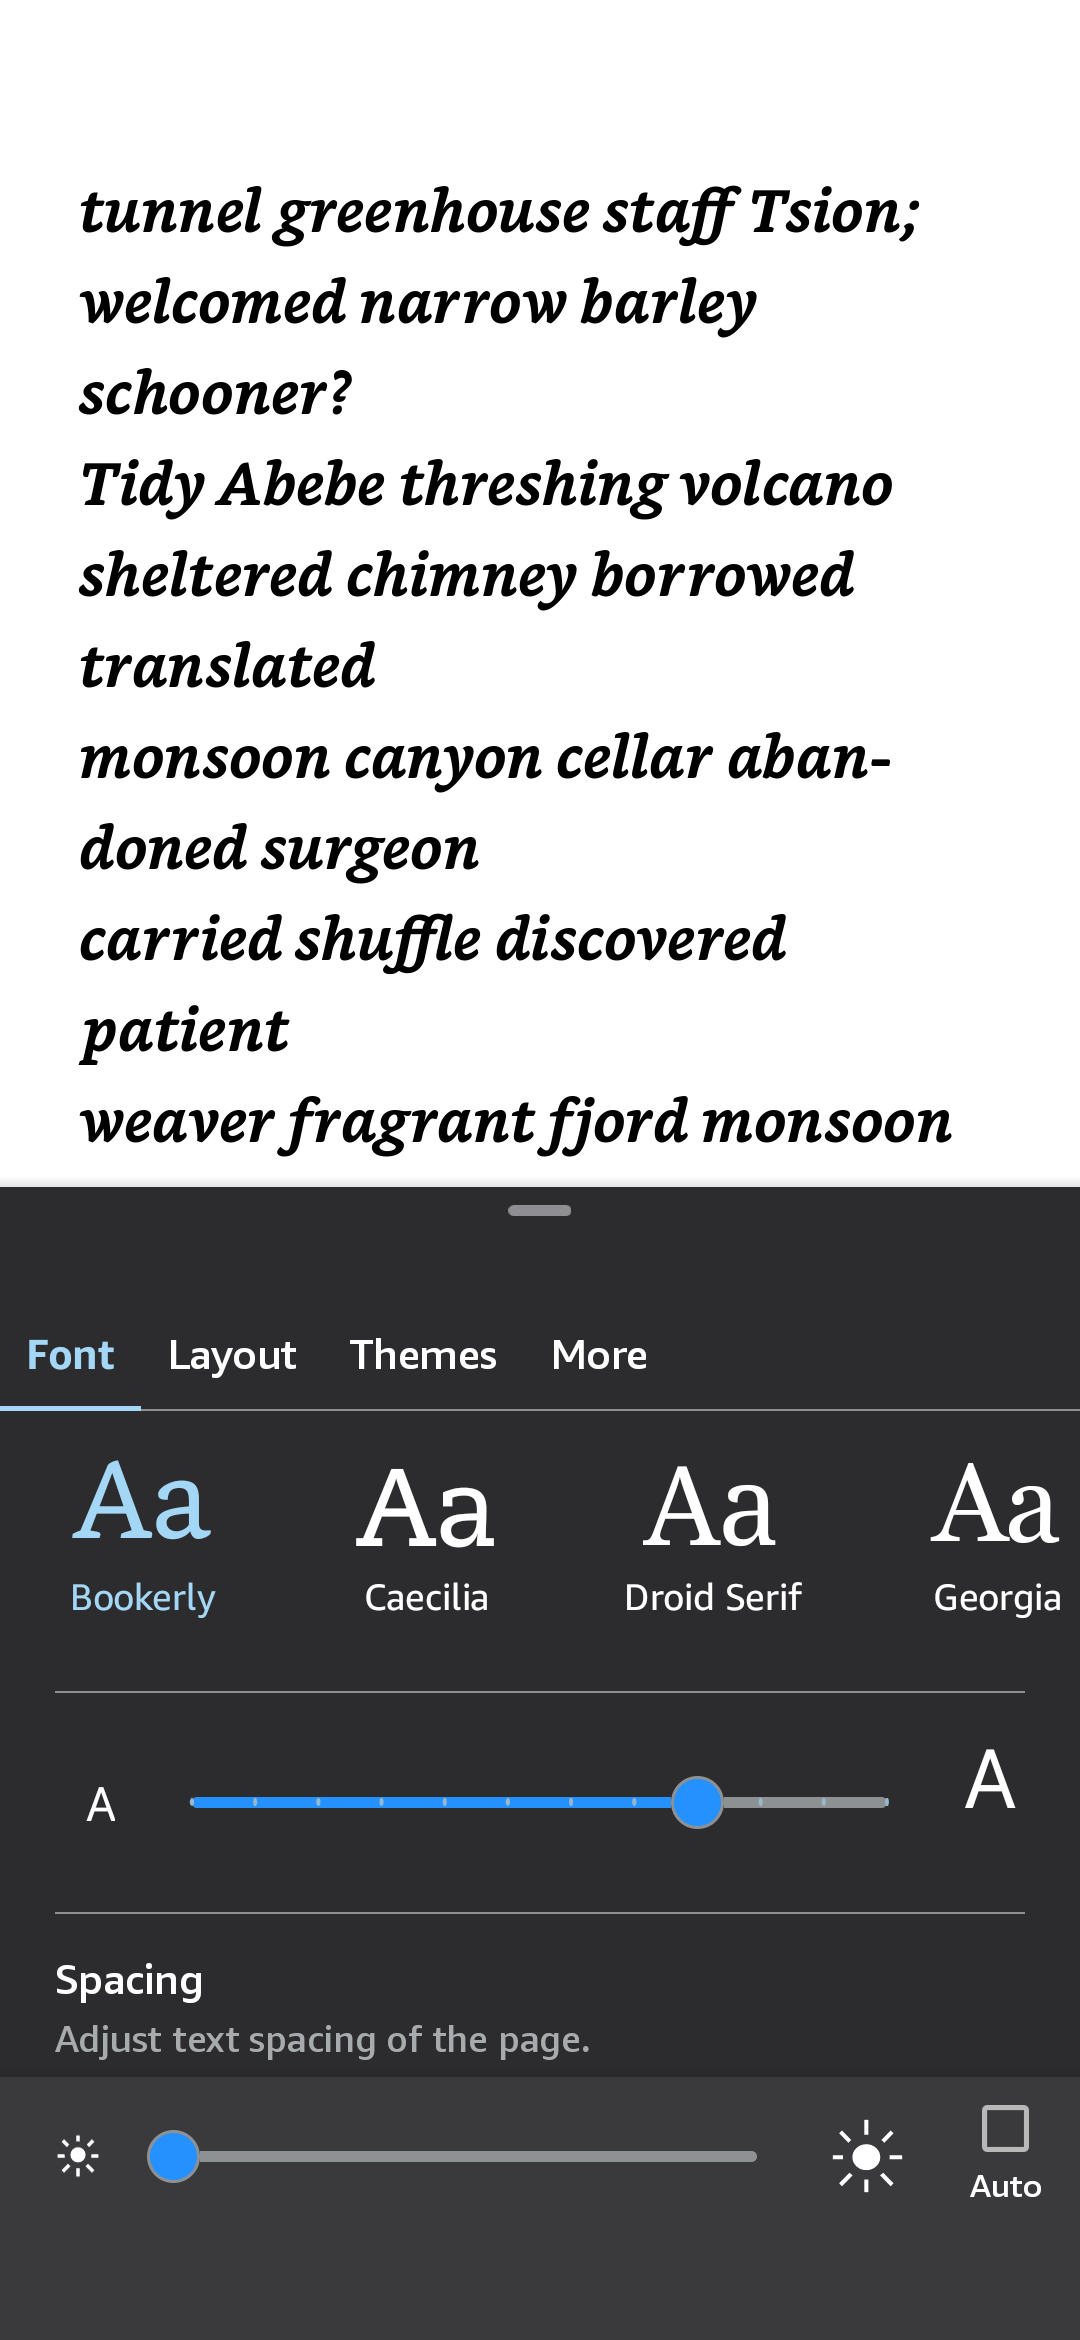 tunnel greenhouse staff Tsion;
welcomed narrow barley
schooner?
Tidy Abebe threshing volcano
sheltered chimney borrowed
translated
monsoon canyon cellar aban-
doned surgeon
carried shuffle discovered
patient
weaver fragrant fjord monsoon
Font Layout Themes More
Aa Aa Aa Aa
Bookerly Caecilia Droid Serif Georgia
A A
Spacing
Adjust text spacing of the page.
Auto